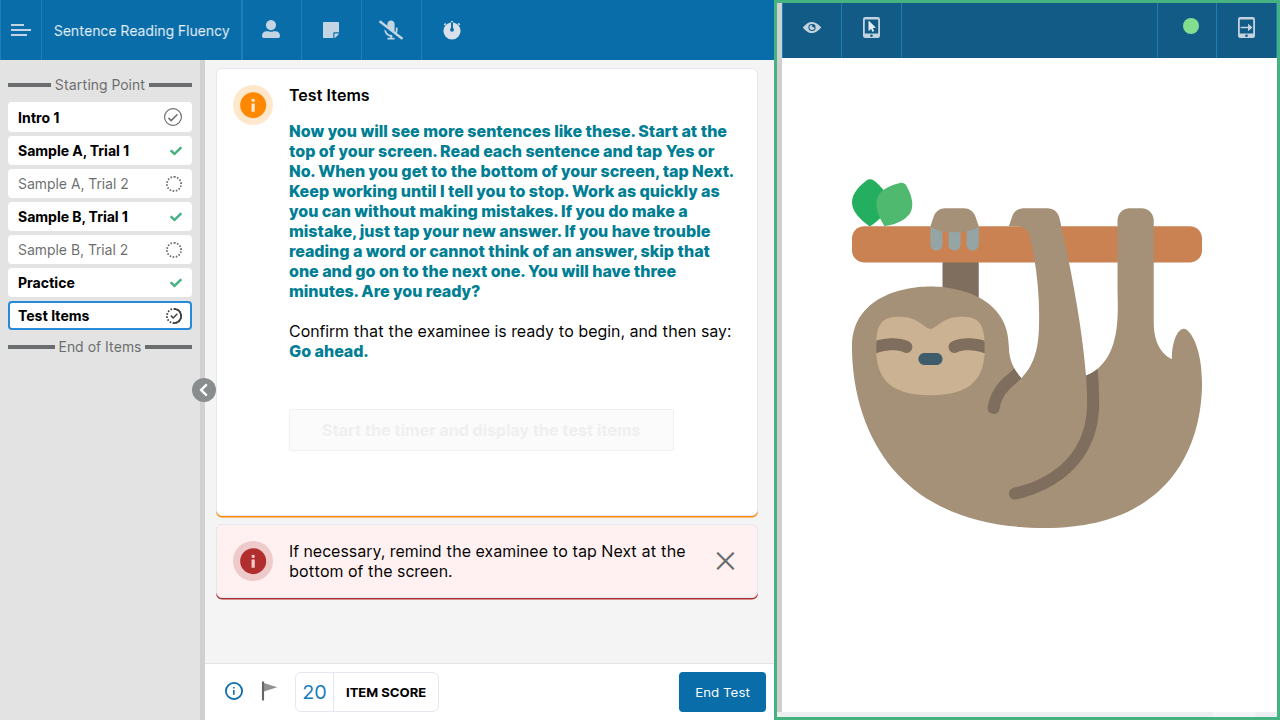 Sentence Reading Fluency
Starting Point
Intro 1
Sample A, Trial 1
Sample A, Trial 2
Sample B, Trial 1
Sample B, Trial 2
Practice
Test Items
End of Items
Test Items
Now you will see more sentences like these. Start at the
top of your screen. Read each sentence and tap Yes or
No. When you get to the bottom of your screen, tap Next.
Keep working until I tell you to stop. Work as quickly as
you can without making mistakes. If you do make a
mistake, just tap your new answer. If you have trouble
reading a word or cannot think of an answer, skip that
one and go on to the next one. You will have three
minutes. Are you ready?
Confirm that the examinee is ready to begin, and then say:
Go ahead.
Start the timer and display the test items
If necessary, remind the examinee to tap Next at the
bottom of the screen.
20 ITEM SCORE
End Test